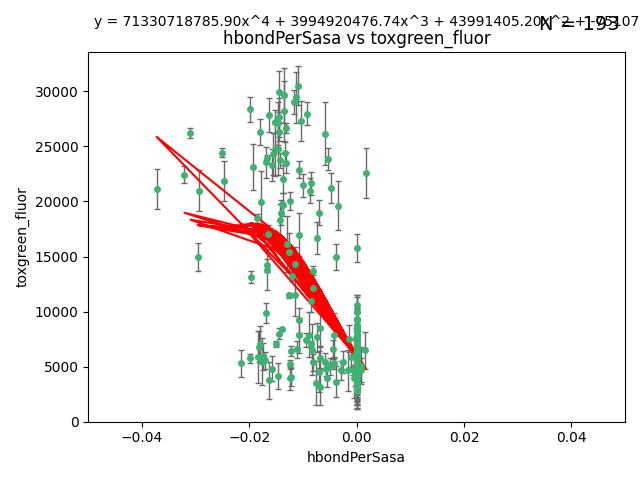 y = 71330718785.90x^4 + 3994920476.74x^3 + 43991405.20x^2 +
N = 193
hbondPerSasa vs toxgreen_fluor
toxgreen_fluor
30000
25000
20000
15000
10000
5000
0
−0.04
−0.02
0.00
0.02
0.04
hbondPerSasa